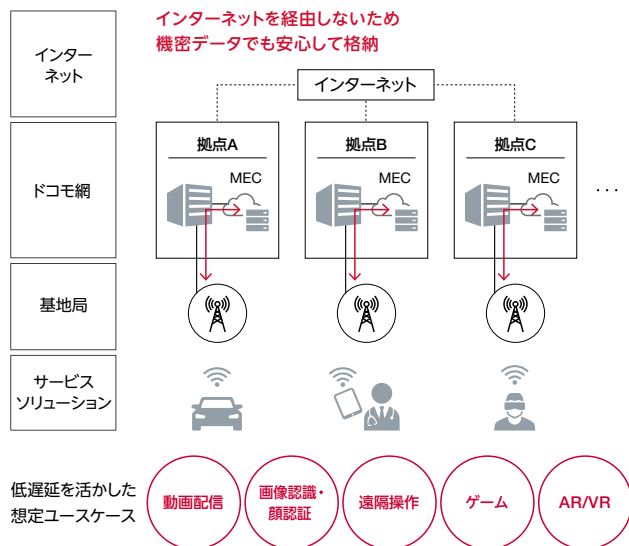 インターネットを経由しないため
機密データでも安心して格納
インター
ネット
インターネット
ドコモ網
拠点A
MEC
拠点B
MEC
拠点C
MEC
...
基地局
サービス
ソリューション
低遅延を活かした
想定ユースケース
動画配信
画像認識・
顔認証
遠隔操作
ゲーム
AR/VR